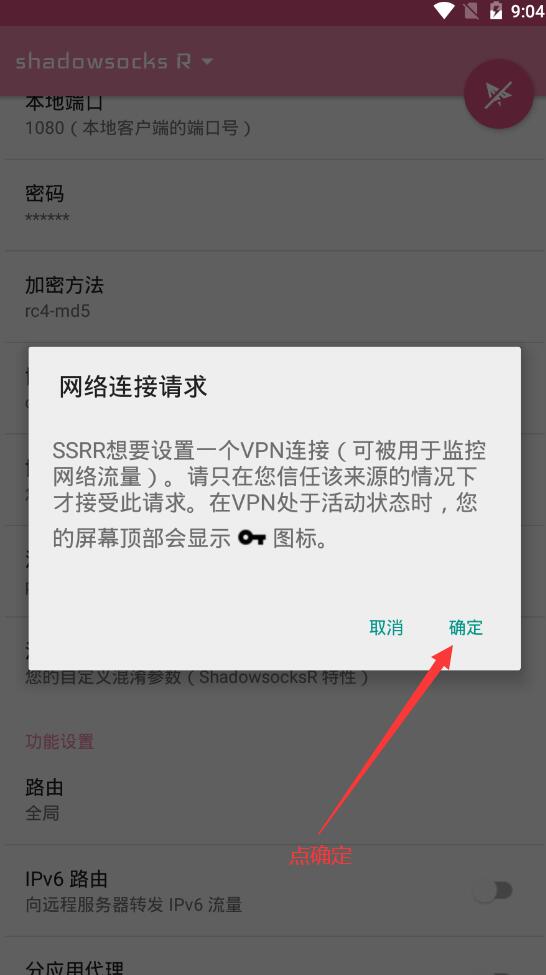 9:04
shadowsocks R
本地端口
1080（本地客户端的端口号）
密码
******
加密方法
rc4-md5
网络连接请求
SSRR想要设置一个VPN连接（可被用于监控
网络流量）。请只在您信任该来源的情况下
才接受此请求。在VPN处于活动状态时，您
的屏幕顶部会显示 图标。
取消 确定
您的自定义混淆参数（ShadowsocksR 特性）
功能设置
路由
全局
点确定
IPv6 路由
向远程服务器转发 IPv6 流量
分应用代理